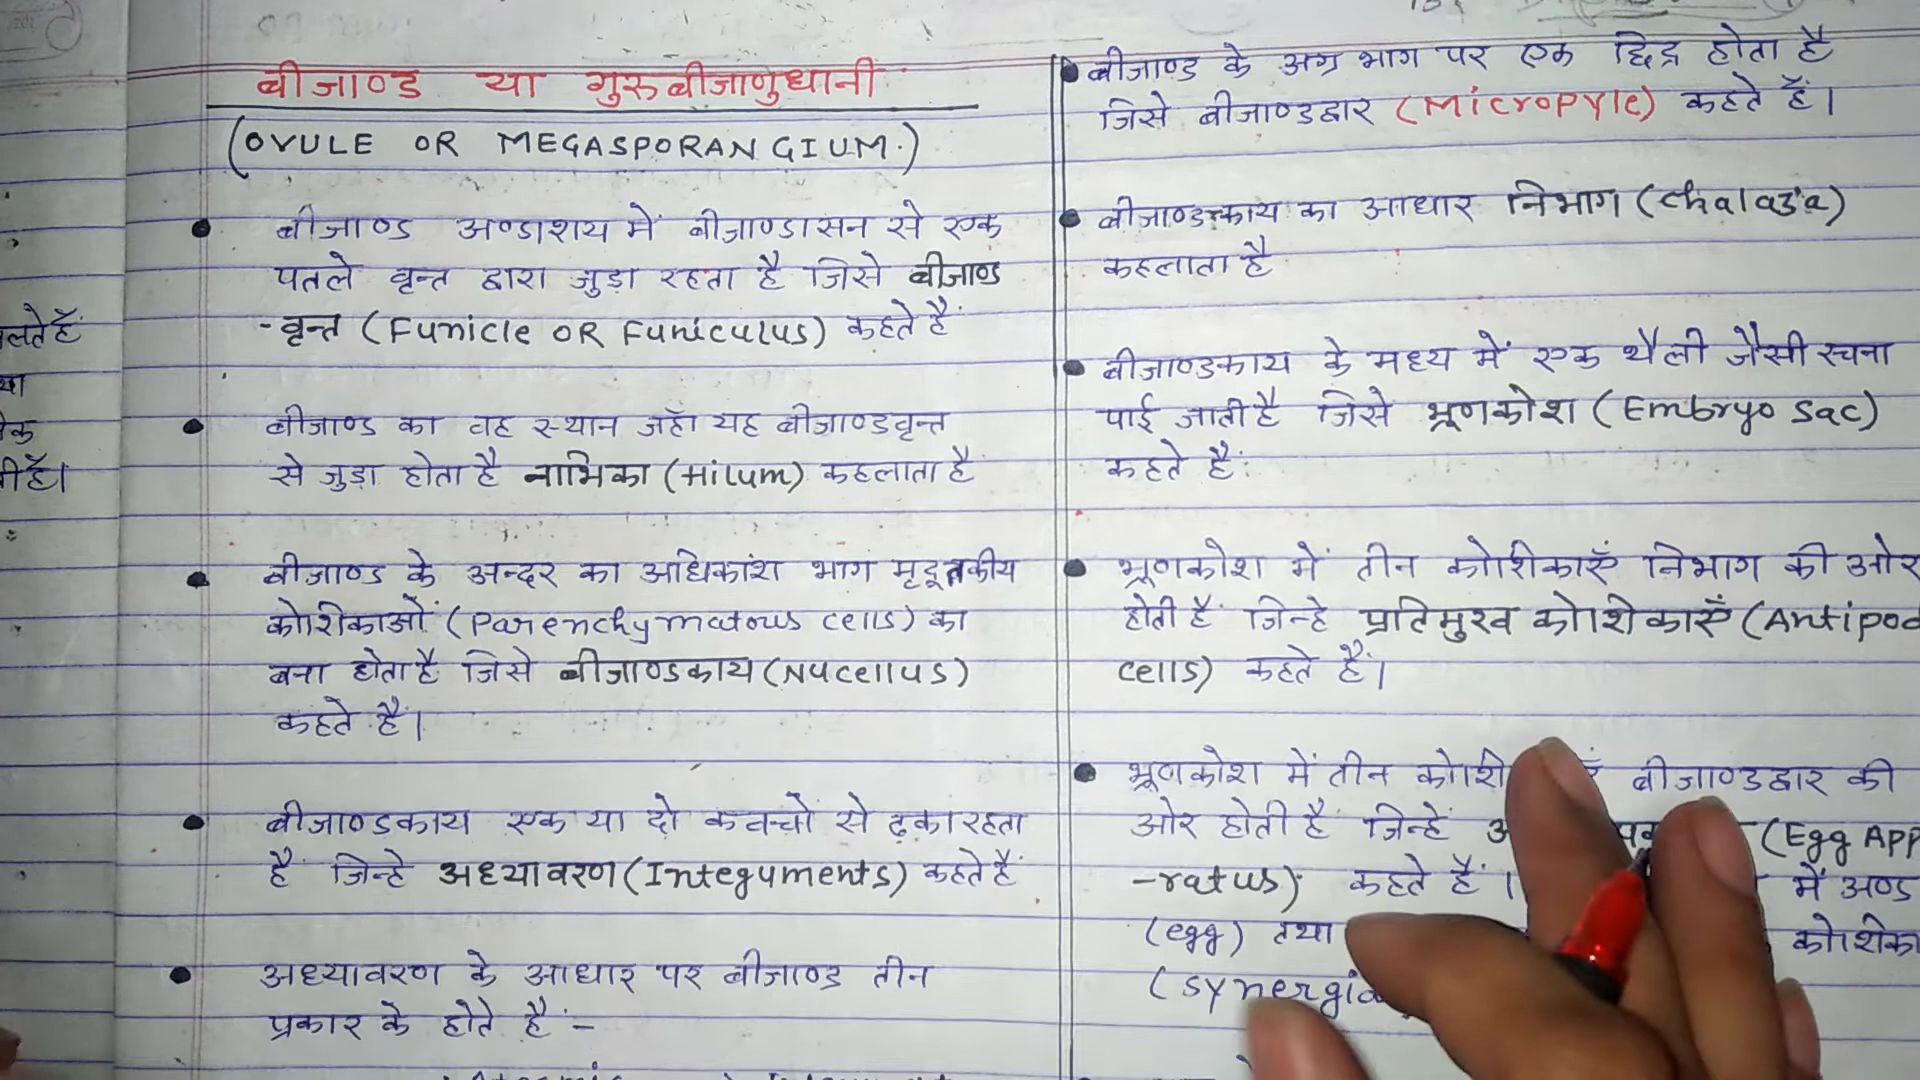 बीजाण्ड या गुरुबीजाणुधानी
(OVULE OR MEGASPORANGIUM.)
बीजाण्ड अण्डाशय में बीजाण्डासन से एक
पतले वृन्त द्वारा जुड़ा रहता है जिसे बीजाण्ड
-वृन्त (Funicle OR Funiculus) कहते हैं
बीजाण्ड का वह स्थान जहाँ यह बीजाण्डवृन्त
से जुड़ा होता है नाभिका (Hilum) कहलाता है
बीजाण्ड के अन्दर का अधिकांश भाग मृदूतकीय
कोशिकाओं (Parenchymatous cells) का
बना होता है जिसे बीजाण्डकाय (Nucellus)
कहते हैं।
बीजाण्डकाय एक या दो कवचों से ढ़का रहता
है जिन्हे अध्यावरण (Integuments) कहते हैं
अध्यावरण के आधार पर बीजाण्ड तीन
प्रकार के होते हैं:-
बीजाण्ड के अग्र भाग पर एक छिद्र होता है
जिसे बीजाण्डद्वार (Micropyle) कहते हैं।
बीजाण्डकाय का आधार निभाग (chalaza)
कहलाता है
बीजाण्डकाय के मध्य में एक थैली जैसी रचना
पाई जाती है जिसे भ्रूणकोश (Embryo sac)
कहते हैं:
भ्रूणकोश में तीन कोशिकाएँ निभाग की ओर
होती हैं जिन्हे प्रतिमुख कोशिकाएँ (Antipod
cells) कहते हैं।
भ्रूणकोश में तीन बीजाण्डद्वार की
ओर होती हैं जिन्हें (Egg App
-ratus) कहते हैं। में अण्ड
(egg) तथा कोशिका
(synergid
लते हैं
या
ीहै।